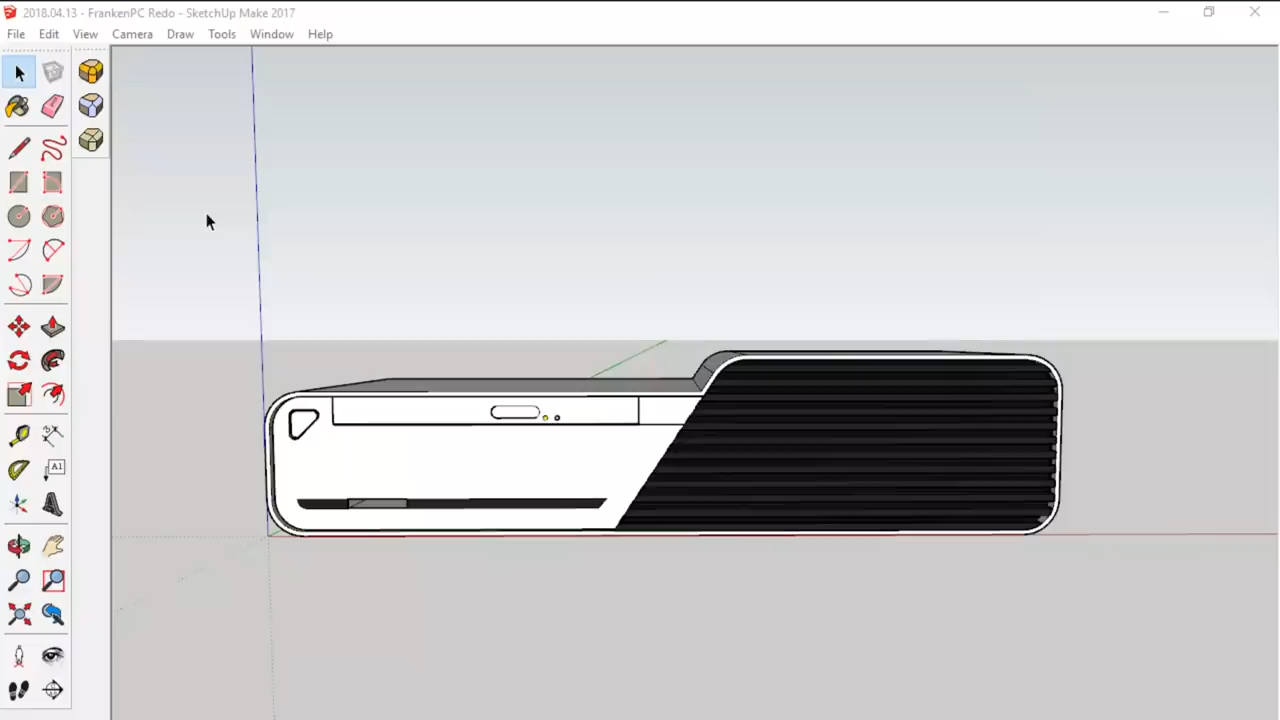 2018.04.13 - FrankenPC Redo - SketchUp Make 2017
File Edit View Camera Draw Tools Window Help
A1